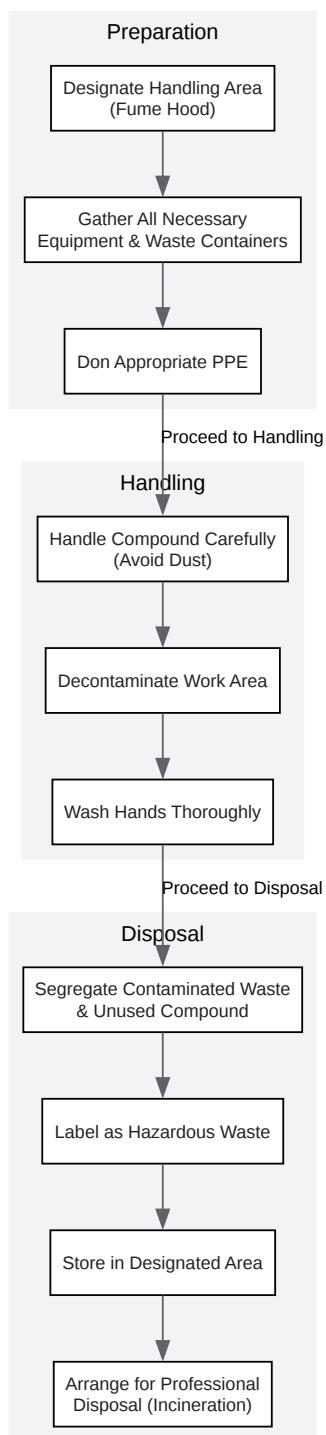 Preparation
Designate Handling Area
(Fume Hood)
Gather All Necessary
Equipment & Waste Containers
Don Appropriate PPE
Proceed to Handling
Handling
Handle Compound Carefully
(Avoid Dust)
Decontaminate Work Area
Wash Hands Thoroughly
Proceed to Disposal
Disposal
Segregate Contaminated Waste
& Unused Compound
Label as Hazardous Waste
Store in Designated Area
Arrange for Professional
Disposal (Incineration)